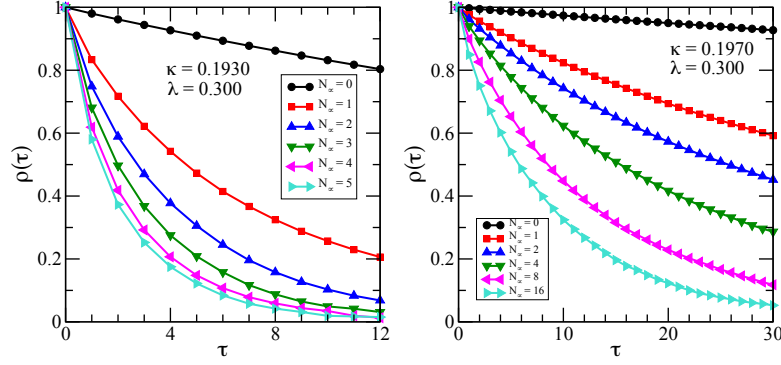 1
0.8
0.6
0.4
0.2
0
ρ(τ)
0
4
8
12
τ
κ = 0.1930
λ = 0.300
N∝ = 0
N∝ = 1
N∝ = 2
N∝ = 3
N∝ = 4
N∝ = 5
1
0.8
0.6
0.4
0.2
0
ρ(τ)
0
10
20
30
τ
κ = 0.1970
λ = 0.300
N∝ = 0
N∝ = 1
N∝ = 2
N∝ = 4
N∝ = 8
N∝ = 16